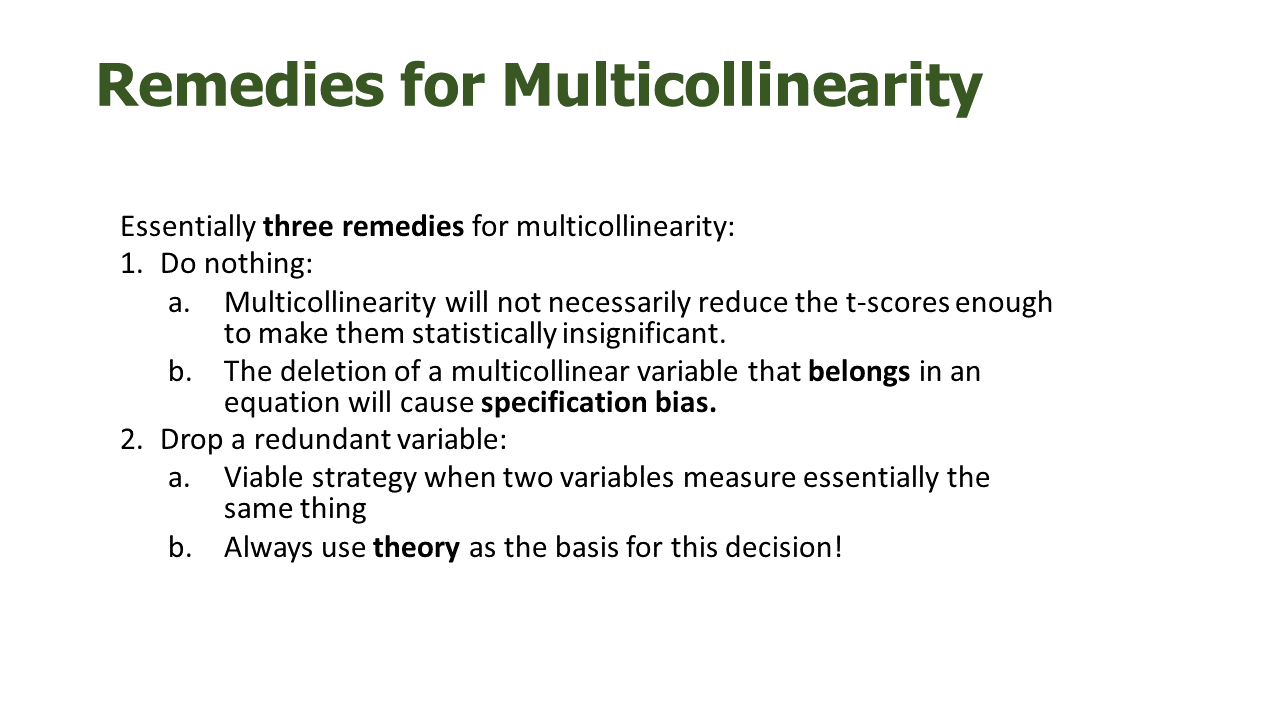 Remedies for Multicollinearity
Essentially three remedies for multicollinearity:
1. Do nothing:
a. Multicollinearity will not necessarily reduce the t-scores enough
to make them statistically insignificant.
b. The deletion of a multicollinear variable that belongs in an
equation will cause specification bias.
2. Drop a redundant variable:
a. Viable strategy when two variables measure essentially the
same thing
b. Always use theory as the basis for this decision!